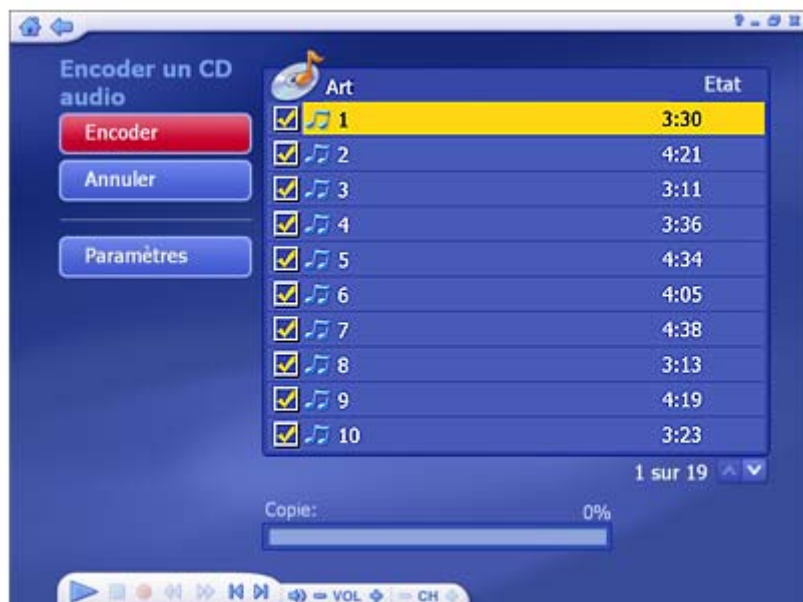 Encoder un CD
audio
Encoder
Annuler
Paramètres
Art Etat
1 3:30
2 4:21
3 3:11
4 3:36
5 4:34
6 4:05
7 4:38
8 3:13
9 4:19
10 3:23
1 sur 19
Copie: 0%
VOL CH